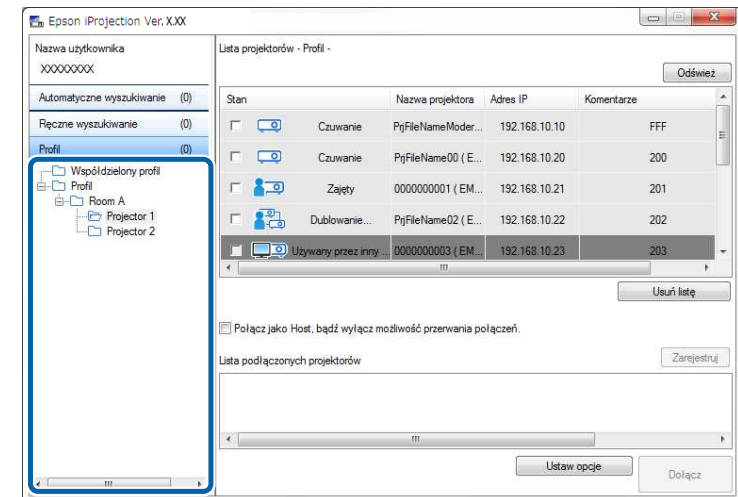 Epson iProjection Ver. X.XX
Nazwa użytkownika
XXXXXXXX
Automatyczne wyszukiwanie (0)
Ręczne wyszukiwanie (0)
Profil (0)
Współdzielony profil
Profil
Room A
Projector 1
Projector 2
Lista projektorów - Profil -
Odśwież
Stan Nazwa projektora Adres IP Komentarze
Czuwanie PrjFileNameModer... 192.168.10.10 FFF
Czuwanie PrjFileName00 ( E... 192.168.10.20 200
Zajęty 0000000001 ( EM... 192.168.10.21 201
Dublowanie... PrjFileName02 ( E... 192.168.10.22 202
Używany przez inny ... 0000000003 ( EM... 192.168.10.23 203
Usuń listę
Połącz jako Host, bądź wyłącz możliwość przerwania połączeń.
Lista podłączonych projektorów
Zarejestruj
Ustaw opcje
Dołącz